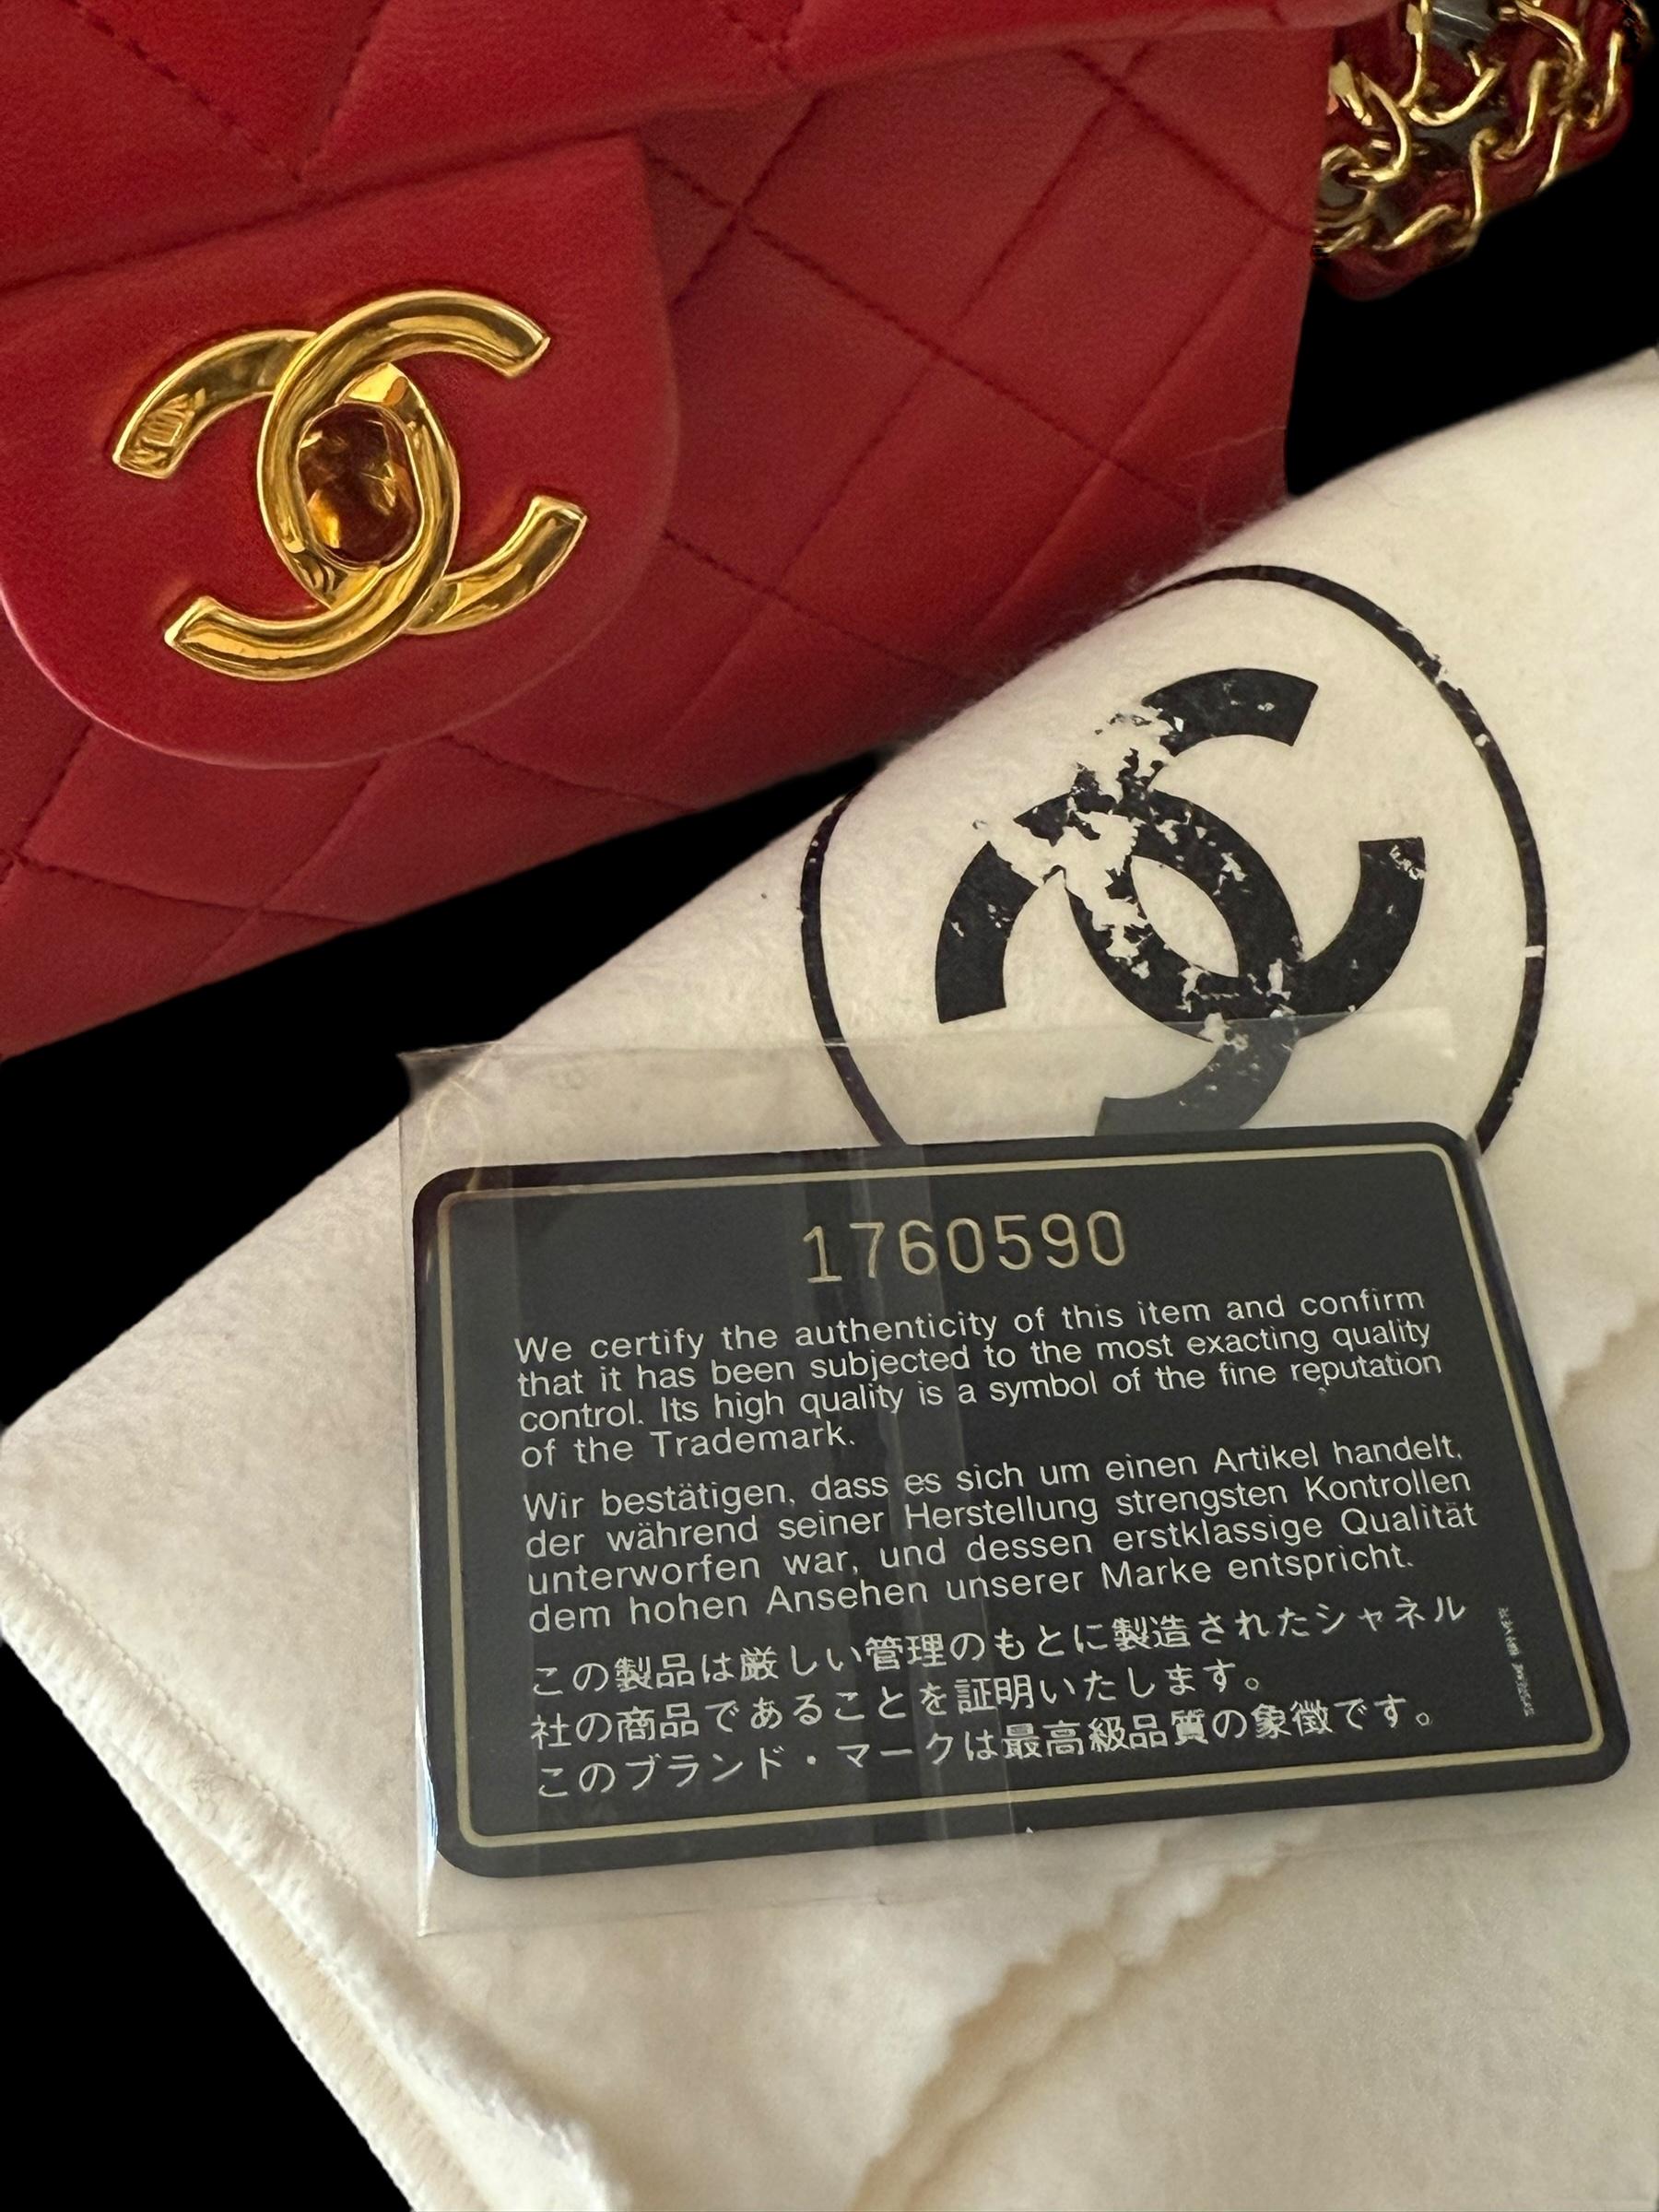 1760590
We certify the authenticity of this item and confirm
that it has been subjected to the most exacting quality
control. Its high quality is a symbol of the fine reputation
of the Trademark.
Wir bestätigen, dass es sich um einen Artikel handelt,
der während seiner Herstellung strengsten Kontrollen
unterworfen war, und dessen erstklassige Qualität
dem hohen Ansehen unserer Marke entspricht.
この製品は厳しい管理のもとに製造されたシャネル
社の商品であることを証明いたします。
このブランド・マークは最高級品質の象徴です。